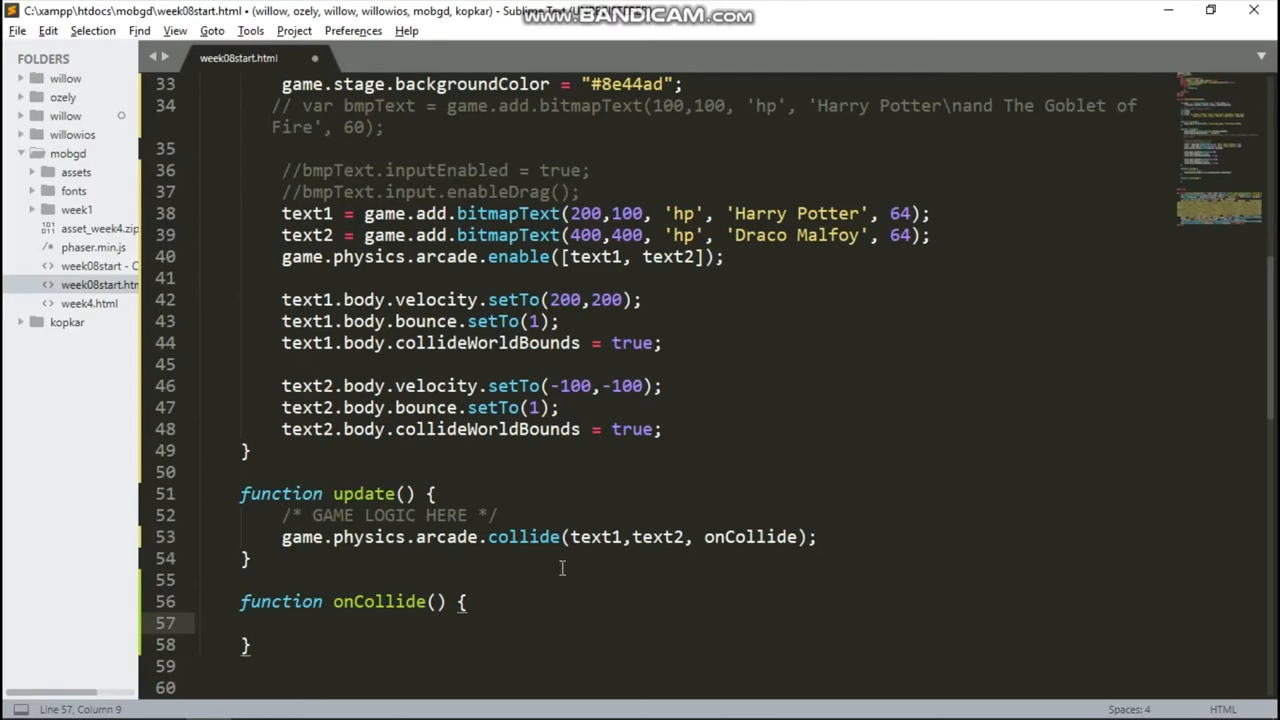 C:\xampp\htdocs\mobgd\week08start.html • (willow, ozely, willow, willowios, mobgd, kopkar) - Sublime Text
www.BANDICAM.com
File Edit Selection Find View Goto Tools Project Preferences Help
FOLDERS
willow
ozely
willow
willowios
mobgd
assets
fonts
week1
asset_week4.zip
phaser.min.js
week08start - C
week08start.htm
week4.html
kopkar
week08start.html
33 game.stage.backgroundColor = "#8e44ad";
34 // var bmpText = game.add.bitmapText(100,100, 'hp', 'Harry Potter\nand The Goblet of
Fire', 60);
35
36 //bmpText.inputEnabled = true;
37 //bmpText.input.enableDrag();
38 text1 = game.add.bitmapText(200,100, 'hp', 'Harry Potter', 64);
39 text2 = game.add.bitmapText(400,400, 'hp', 'Draco Malfoy', 64);
40 game.physics.arcade.enable([text1, text2]);
41
42 text1.body.velocity.setTo(200,200);
43 text1.body.bounce.setTo(1);
44 text1.body.collideWorldBounds = true;
45
46 text2.body.velocity.setTo(-100,-100);
47 text2.body.bounce.setTo(1);
48 text2.body.collideWorldBounds = true;
49 }
50
51 function update() {
52 /* GAME LOGIC HERE */
53 game.physics.arcade.collide(text1,text2, onCollide);
54 }
55
56 function onCollide() {
57
58 }
59
60
Line 57, Column 9
Spaces: 4
HTML